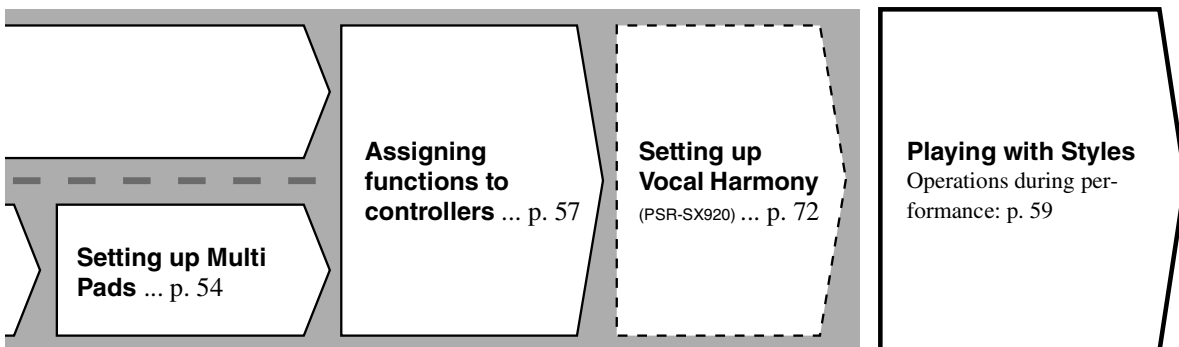 Setting up Multi
Pads ... p. 54
Assigning
functions to
controllers ... p. 57
Setting up
Vocal Harmony
(PSR-SX920) ... p. 72
Playing with Styles
Operations during per-
formance: p. 59